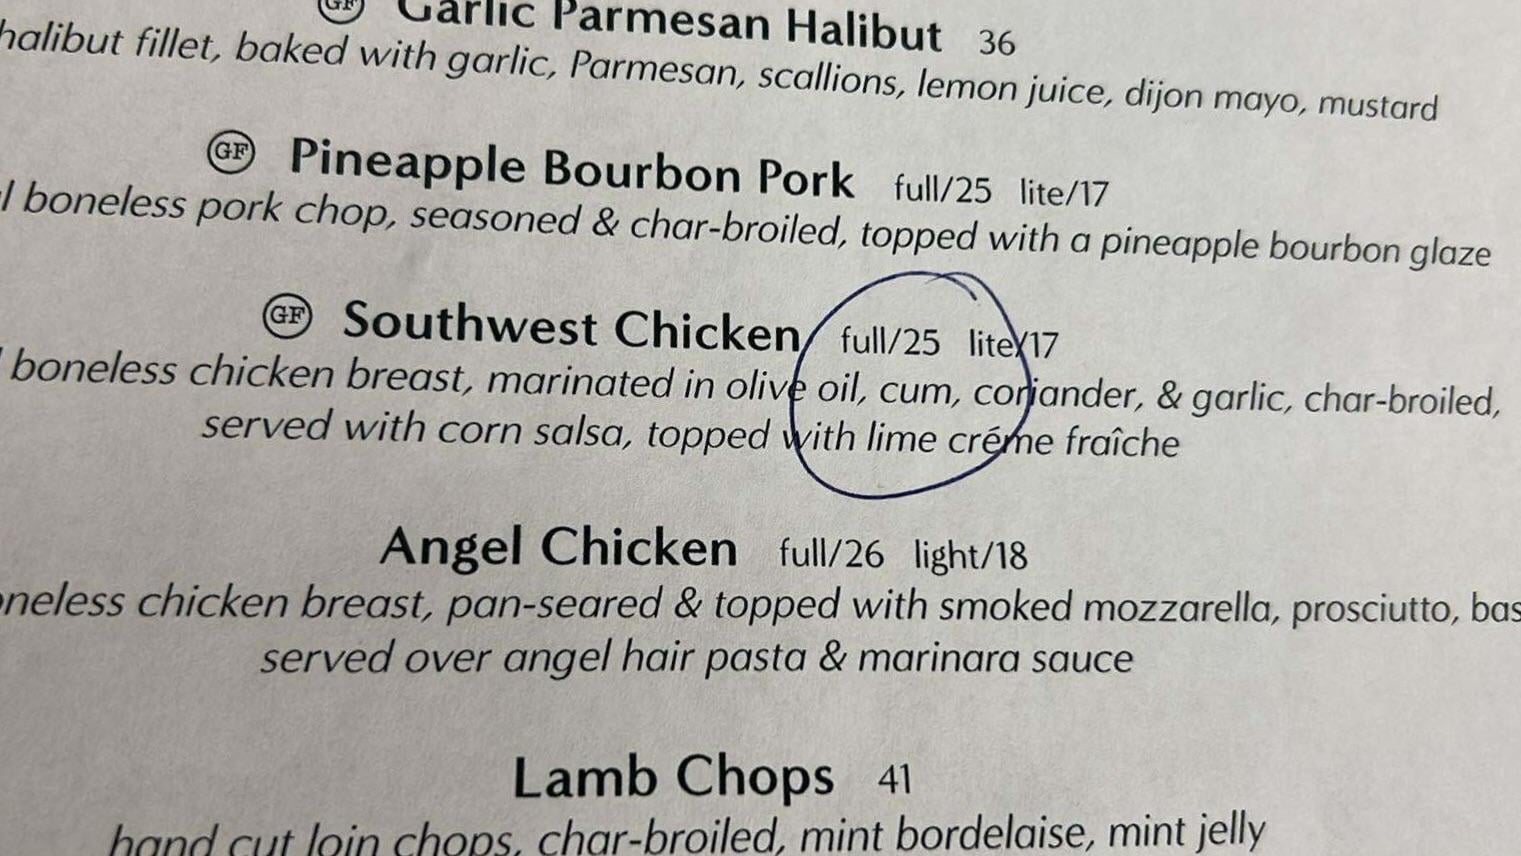 GF Garlic Parmesan Halibut 36
halibut fillet, baked with garlic, Parmesan, scallions, lemon juice, dijon mayo, mustard
GF Pineapple Bourbon Pork full/25 lite/17
boneless pork chop, seasoned & char-broiled, topped with a pineapple bourbon glaze
GF Southwest Chicken full/25 lite/17
boneless chicken breast, marinated in olive oil, cum, coriander, & garlic, char-broiled,
served with corn salsa, topped with lime créme fraîche
Angel Chicken full/26 light/18
oneless chicken breast, pan-seared & topped with smoked mozzarella, prosciutto, bas
served over angel hair pasta & marinara sauce
Lamb Chops 41
hand cut loin chops, char-broiled, mint bordelaise, mint jelly